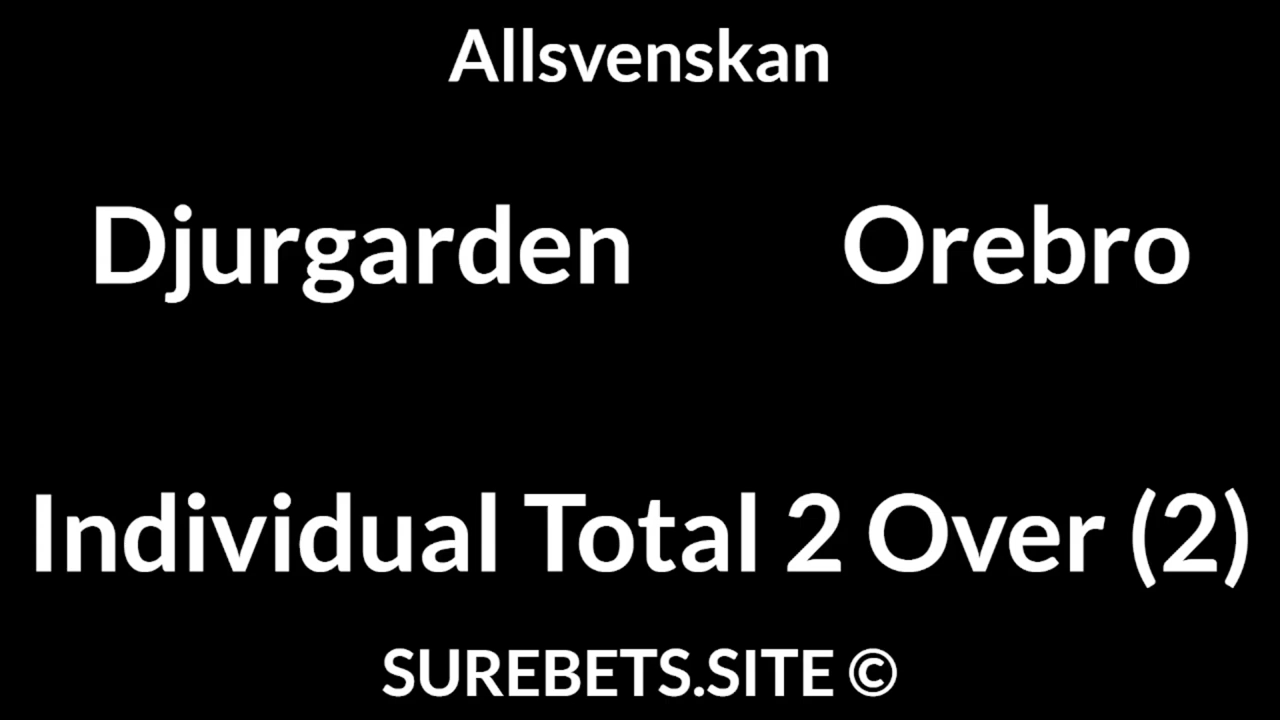 Allsvenskan
Djurgarden Orebro
Individual Total 2 Over (2)
SUREBETS.SITE ©